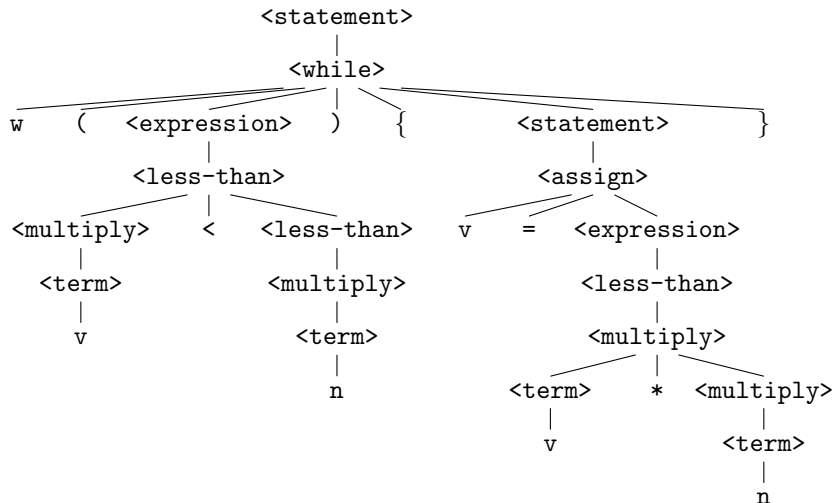 <statement>
<while>
w ( <expression> ) { <statement> }
<less-than> <assign>
<multiply> < <less-than> v = <expression>
<term> <multiply> <less-than>
v <term> <multiply>
n <term> * <multiply>
v <term>
n